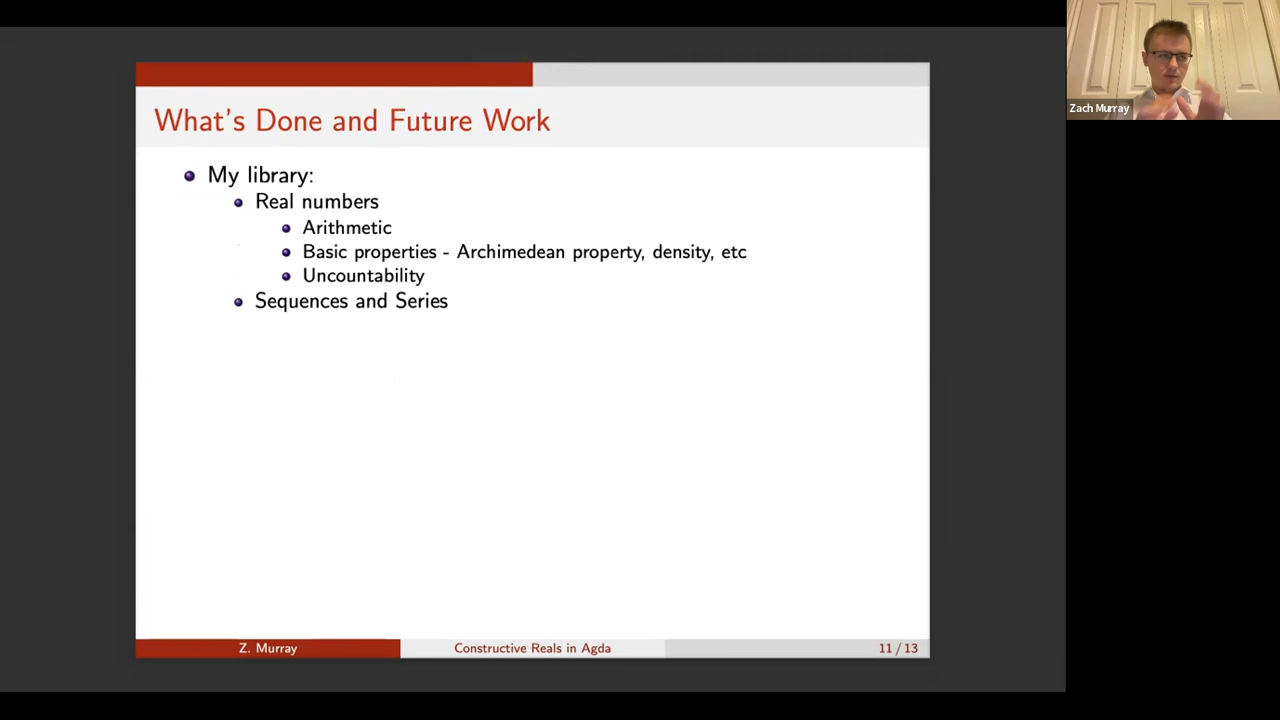 What's Done and Future Work
My library:
Real numbers
Arithmetic
Basic properties - Archimedean property, density, etc
Uncountability
Sequences and Series
Z. Murray
Constructive Reals in Agda
11 / 13
Zach Murray